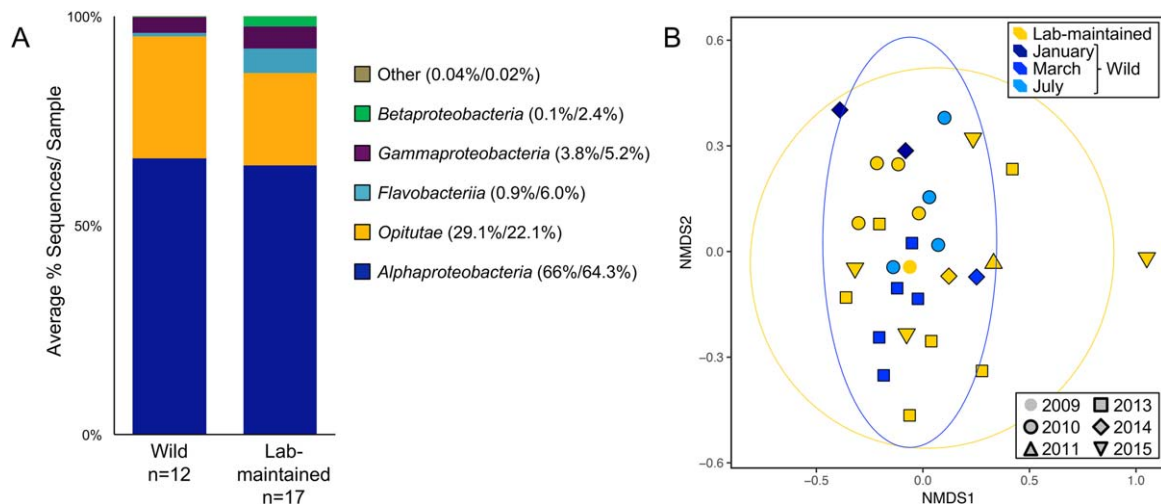 A
100%
50%
0%
Average % Sequences/ Sample
Wild
n=12
Lab-
maintained
n=17
Other (0.04%/0.02%)
Betaproteobacteria (0.1%/2.4%)
Gammaproteobacteria (3.8%/5.2%)
Flavobacteriia (0.9%/6.0%)
Opitutae (29.1%/22.1%)
Alphaproteobacteria (66%/64.3%)
B
Lab-maintained
January
March
July
Wild
0.6
0.3
0.0
−0.3
−0.6
NMDS2
−0.5
0.0
0.5
1.0
NMDS1
2009
2010
2011
2013
2014
2015